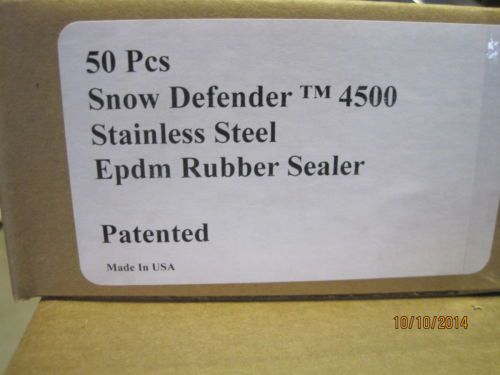 50 Pcs
Snow Defender ™ 4500
Stainless Steel
Epdm Rubber Sealer
Patented
Made In USA
10/10/2014